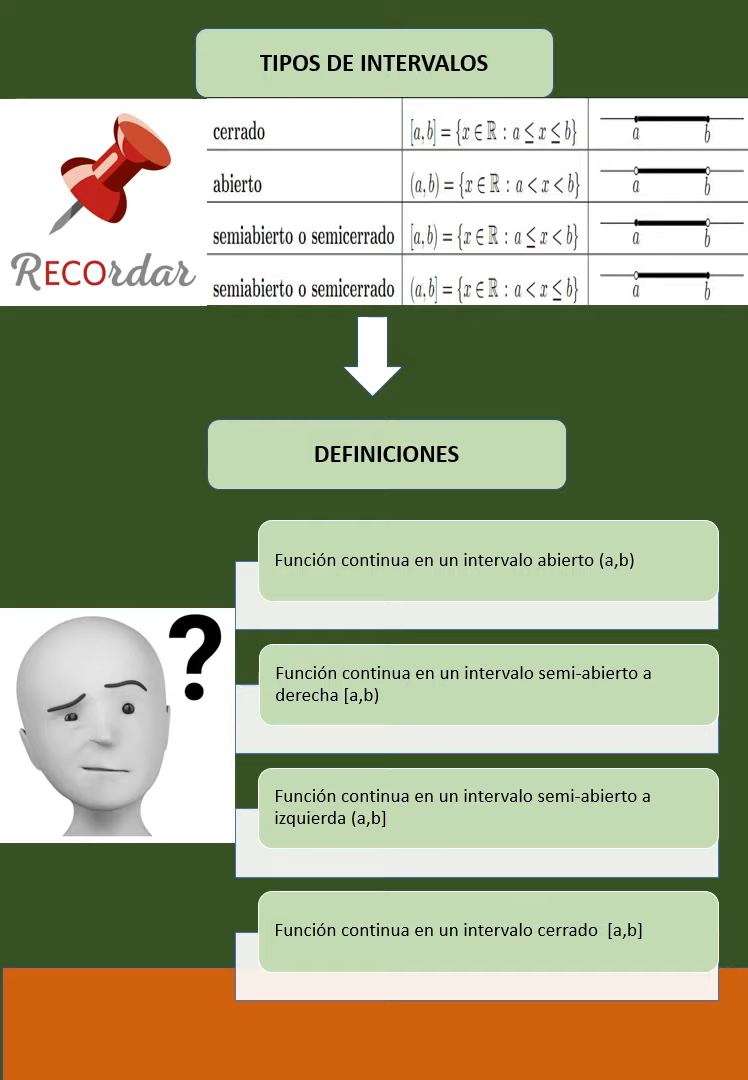 TIPOS DE INTERVALOS
cerrado [a,b] = {x ∈ ℝ : a ≤ x ≤ b} a b
abierto (a,b) = {x ∈ ℝ : a < x < b} a b
semiabierto o semicerrado [a,b) = {x ∈ ℝ : a ≤ x < b} a b
semiabierto o semicerrado (a,b] = {x ∈ ℝ : a < x ≤ b} a b
RECOrdar
DEFINICIONES
Función continua en un intervalo abierto (a,b)
?
Función continua en un intervalo semi-abierto a
derecha [a,b)
Función continua en un intervalo semi-abierto a
izquierda (a,b]
Función continua en un intervalo cerrado [a,b]